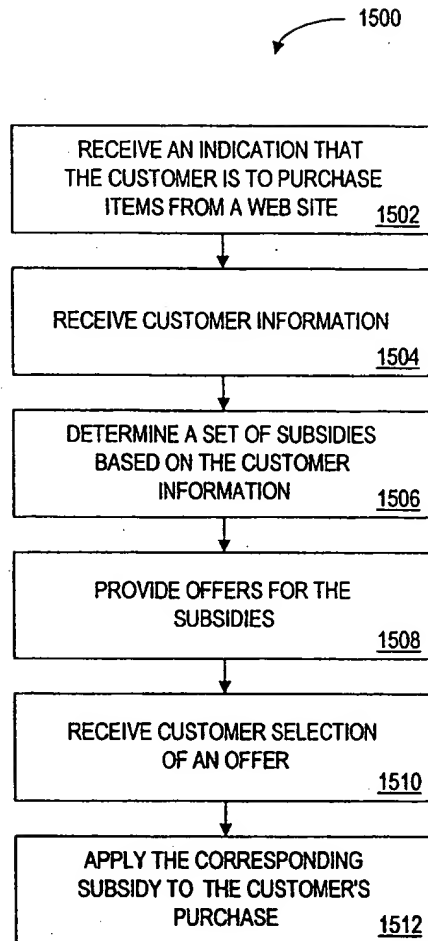 1500
RECEIVE AN INDICATION THAT
THE CUSTOMER IS TO PURCHASE
ITEMS FROM A WEB SITE
1502
RECEIVE CUSTOMER INFORMATION
1504
DETERMINE A SET OF SUBSIDIES
BASED ON THE CUSTOMER
INFORMATION
1506
PROVIDE OFFERS FOR THE
SUBSIDIES
1508
RECEIVE CUSTOMER SELECTION
OF AN OFFER
1510
APPLY THE CORRESPONDING
SUBSIDY TO THE CUSTOMER'S
PURCHASE
1512